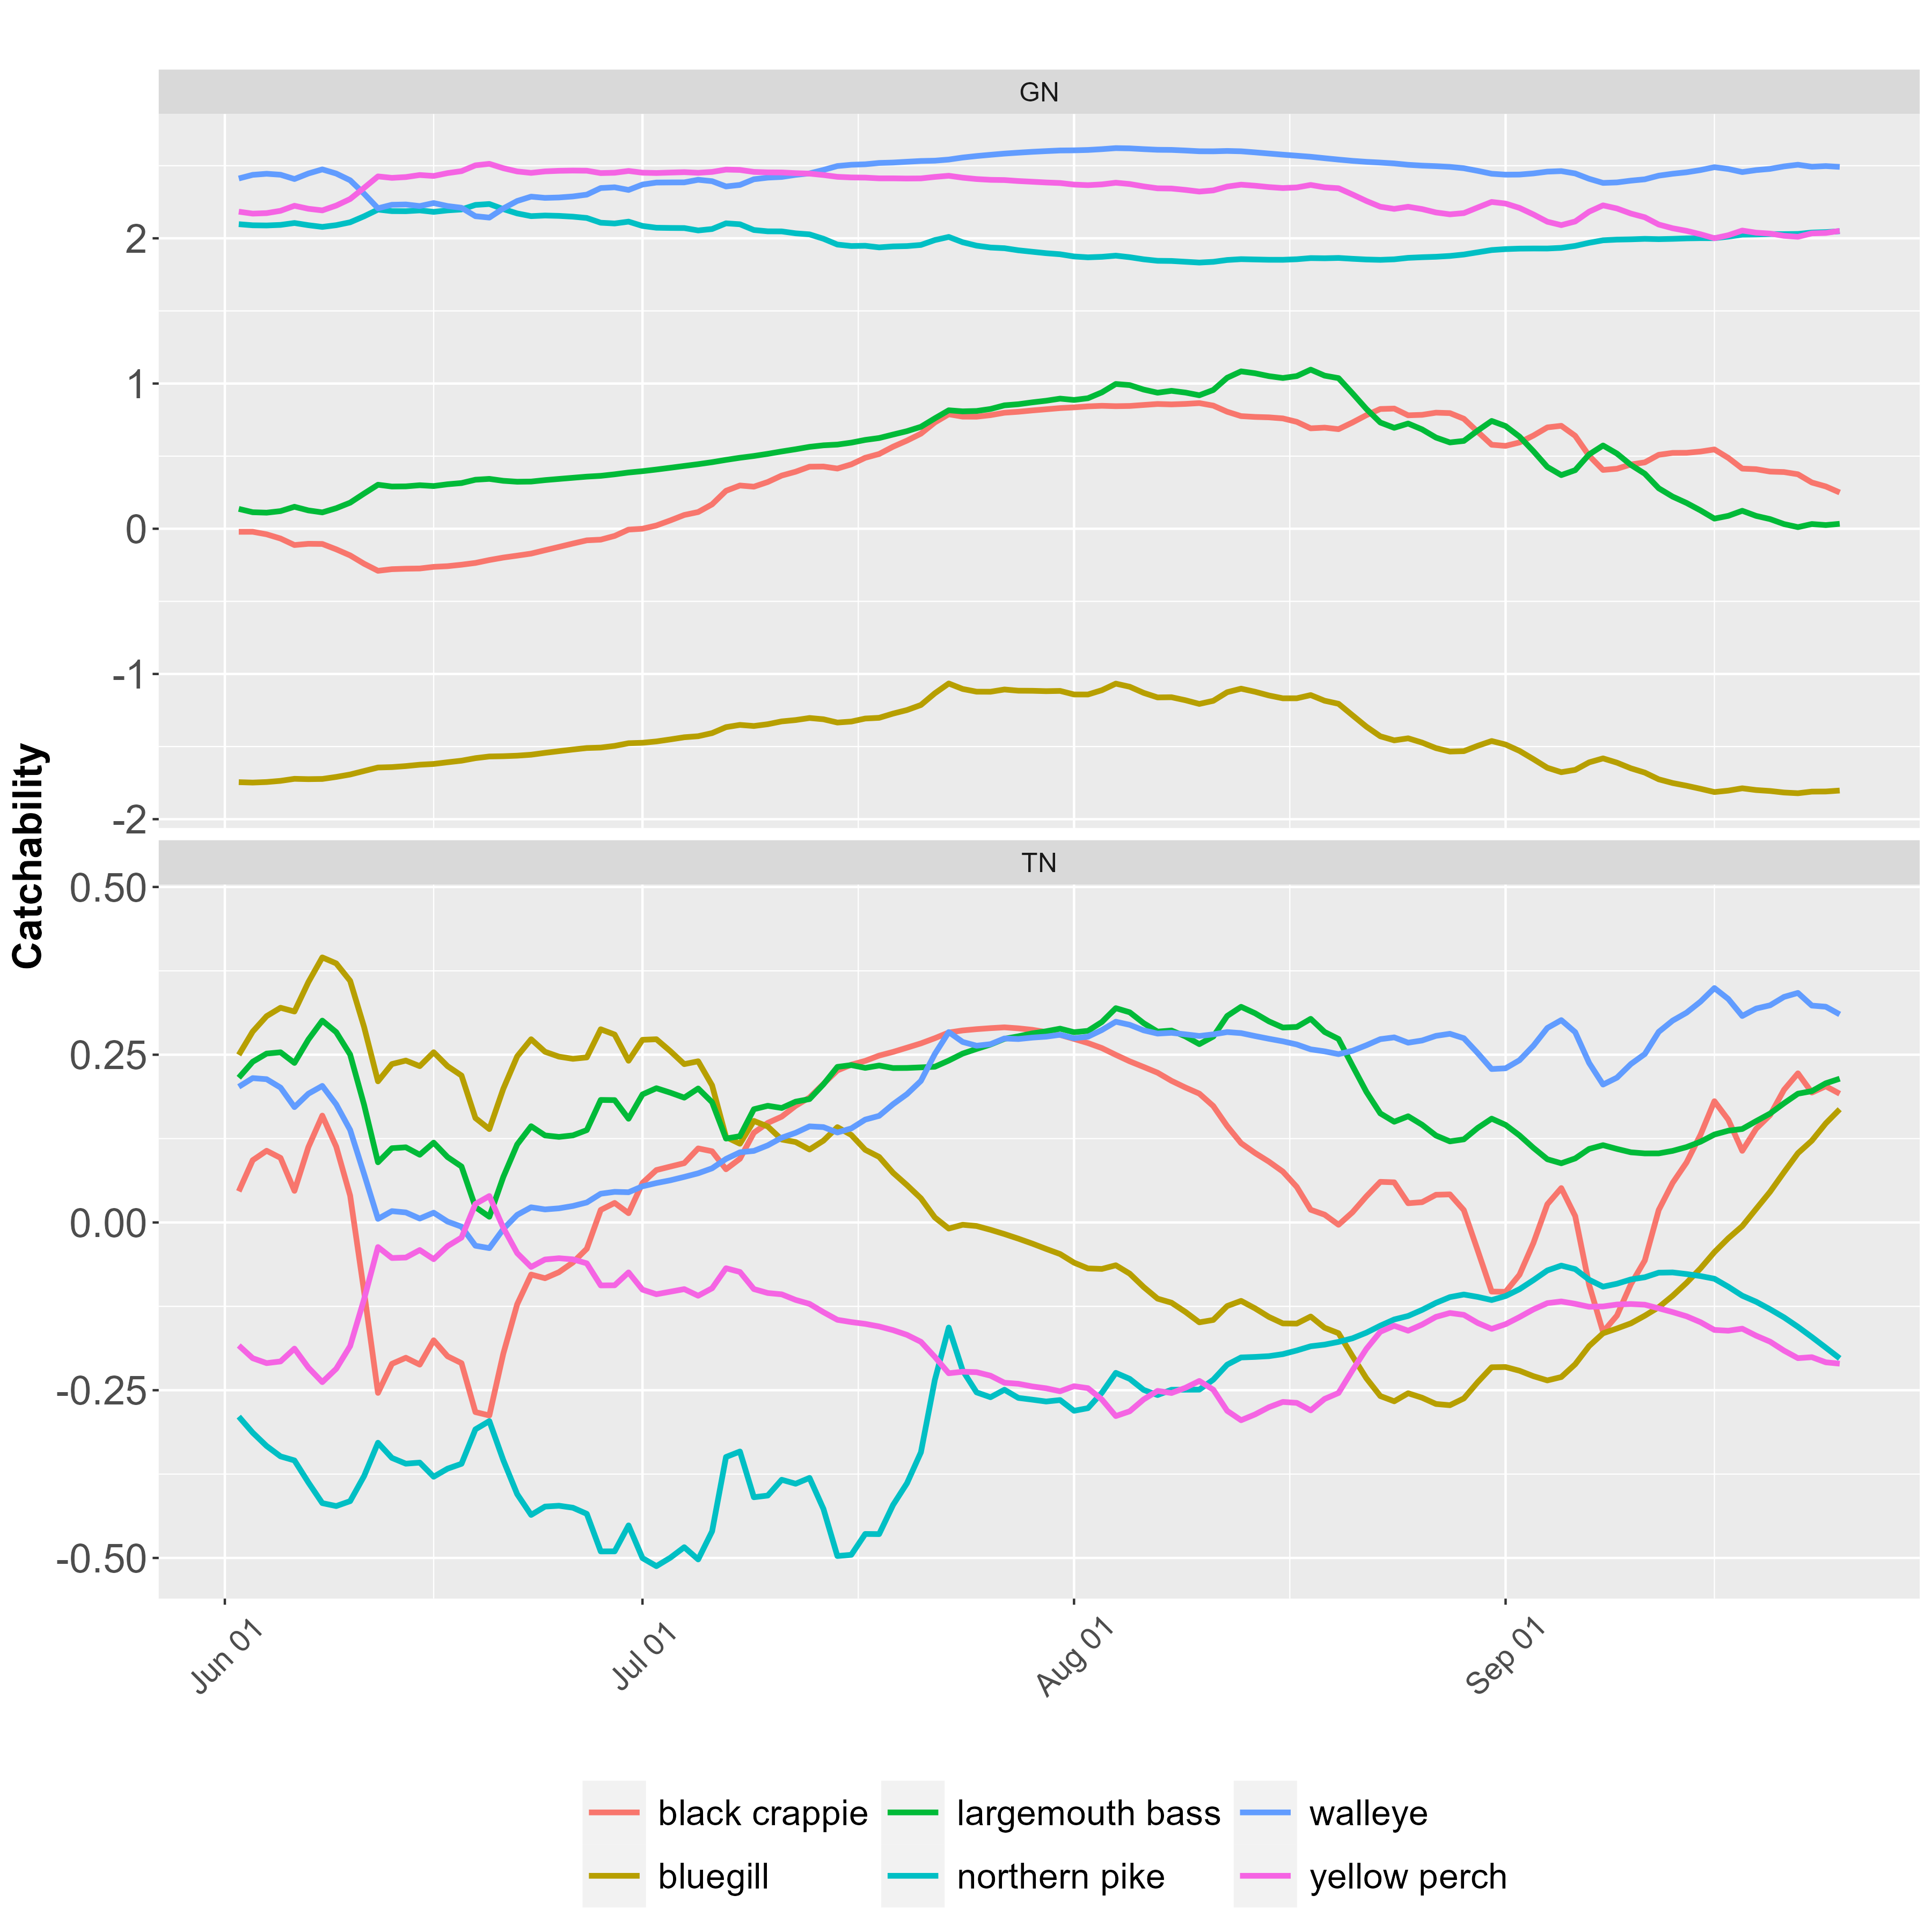 GN
2
1
0
-1
-2
Catchability
TN
0.50
0.25
0.00
-0.25
-0.50
Jun 01 Jul 01 Aug 01 Sep 01
black crappie largemouth bass walleye
bluegill northern pike yellow perch